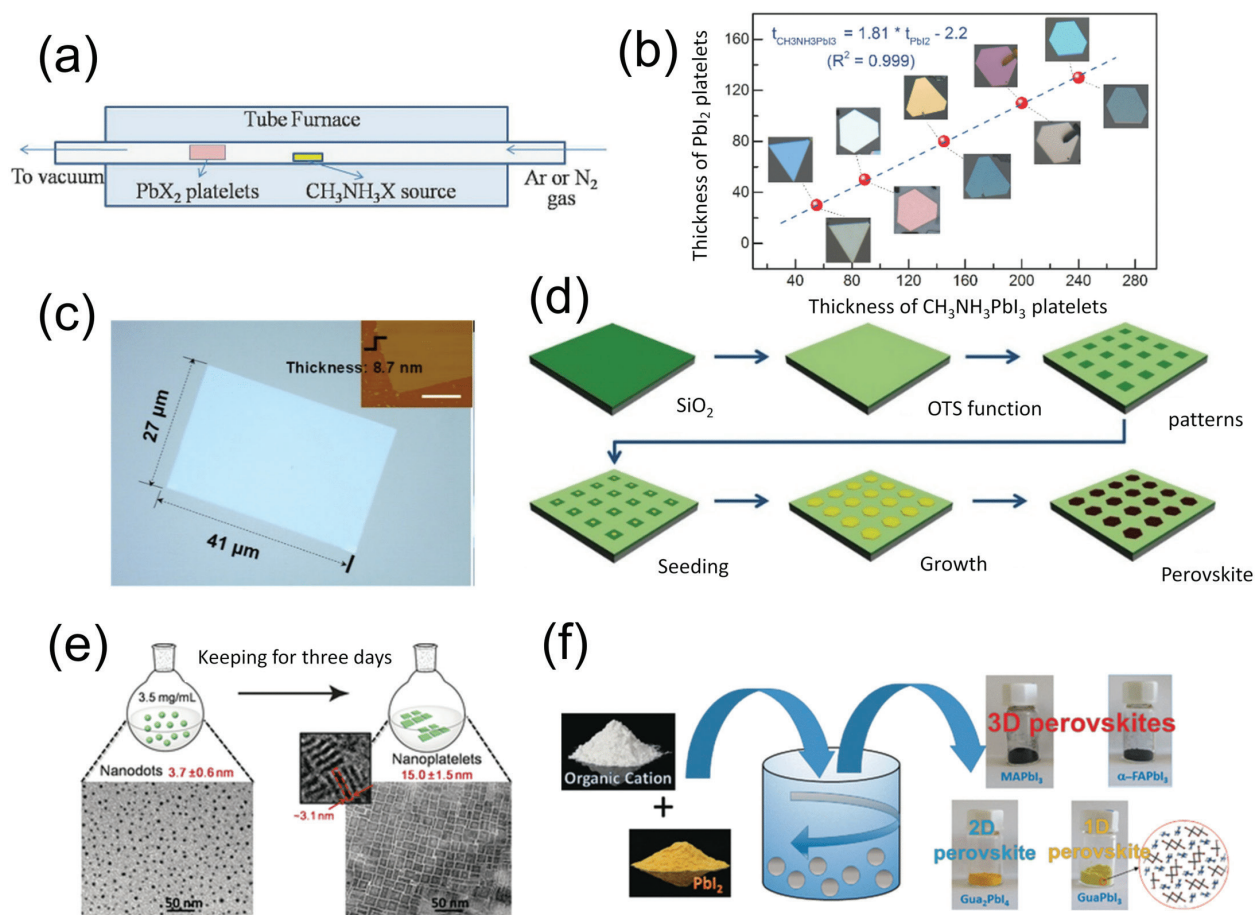 (a)
Tube Furnace
To vacuum
PbX₂ platelets
CH₃NH₃X source
Ar or N₂
gas
(b)
t_CH3NH3PbI3 = 1.81 * t_PbI2 - 2.2
(R² = 0.999)
Thickness of PbI₂ platelets
160
120
80
40
0
40
80
120
160
200
240
280
Thickness of CH₃NH₃PbI₃ platelets
(c)
Thickness: 8.7 nm
27 µm
41 µm
(d)
SiO₂
OTS function
patterns
Seeding
Growth
Perovskite
(e)
Keeping for three days
3.5 mg/mL
Nanodots 3.7 ±0.6 nm
Nanoplatelets
15.0±1.5 nm
~3.1 nm
50 nm
50 nm
(f)
Organic Cation
+
PbI₂
3D perovskites
MAPbI₃
α–FAPbI₃
2D
perovskite
1D
perovskite
Gua₂PbI₄
GuaPbI₃